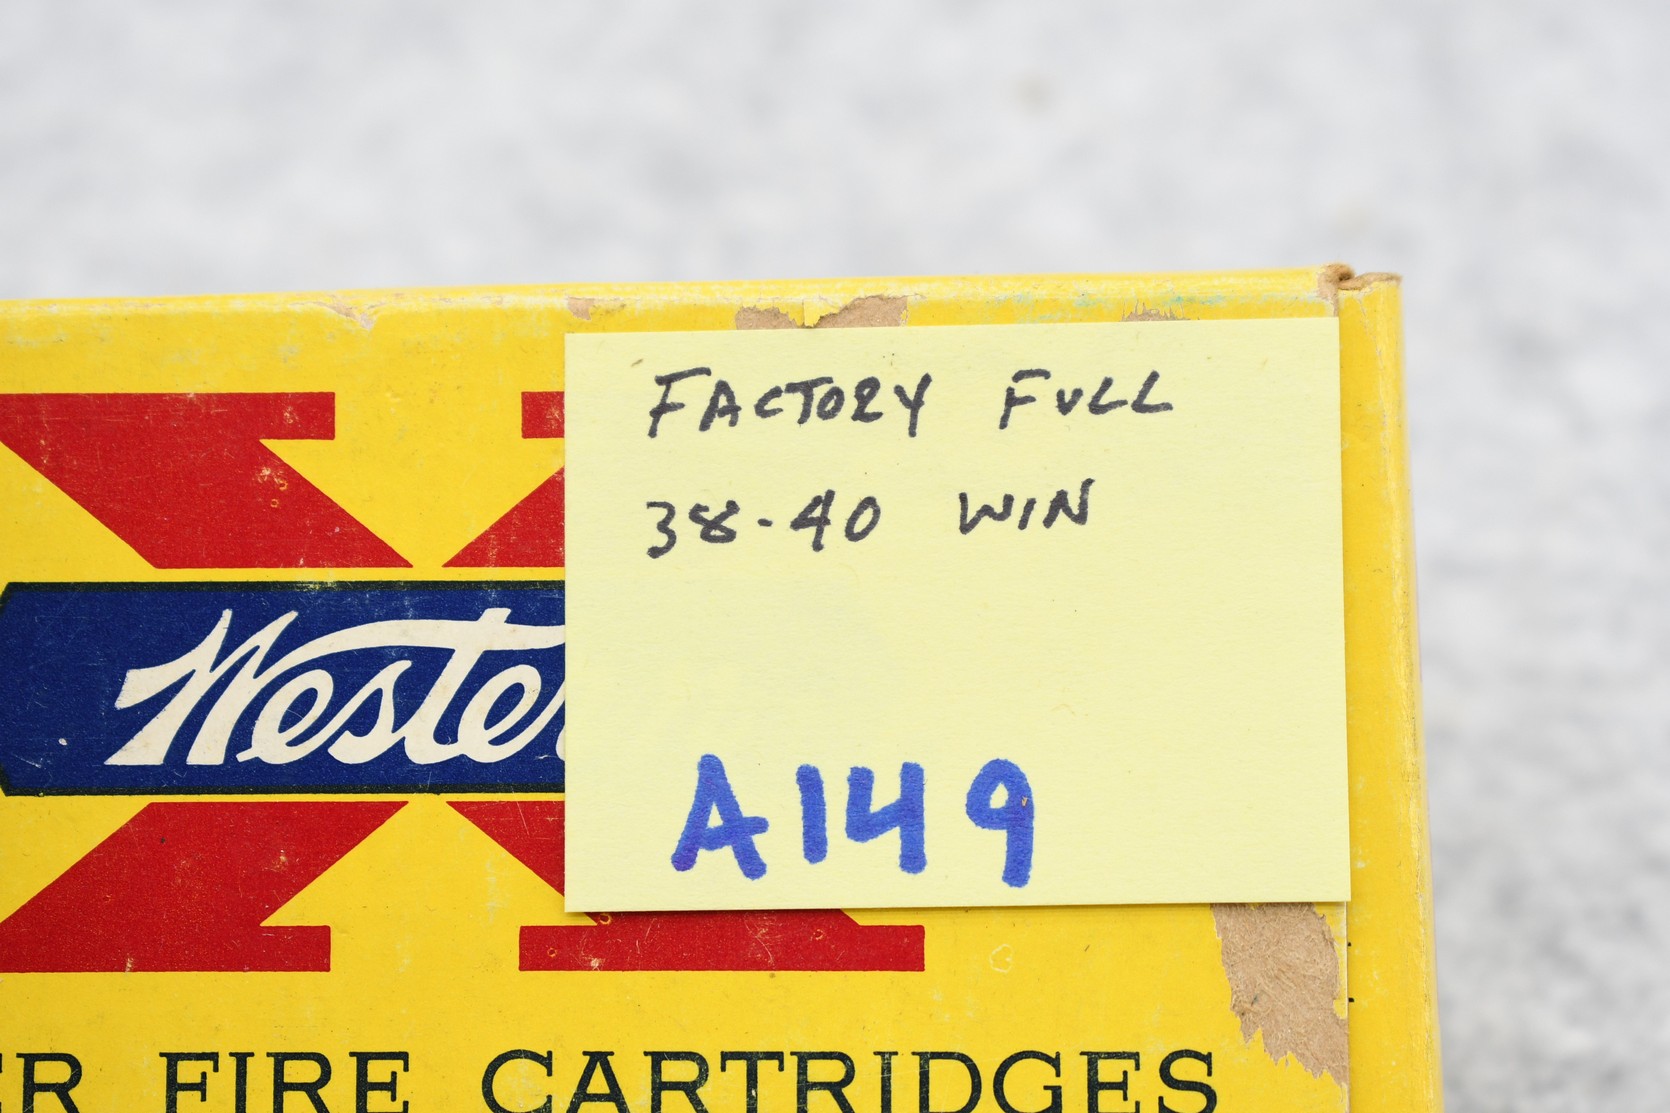 FACTORY FULL
38-40 WIN
A149
Weste
ER FIRE CARTRIDGES